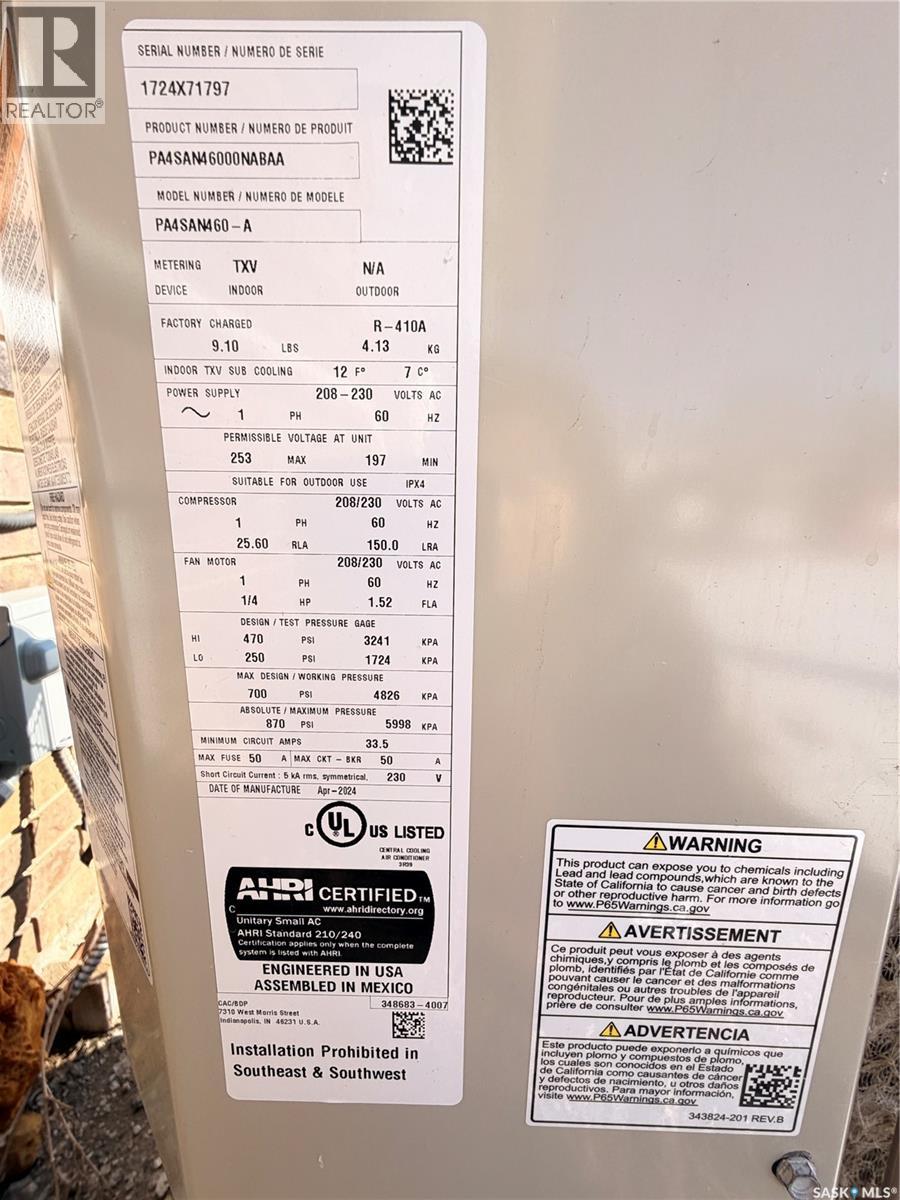 REALTOR®
SERIAL NUMBER / NUMERO DE SERIE
1724X71797
PRODUCT NUMBER / NUMERO DE PRODUIT
PA4SAN46000NABAA
MODEL NUMBER / NUMERO DE MODELE
PA4SAN460-A
METERING TXV N/A
DEVICE INDOOR OUTDOOR
FACTORY CHARGED R-410A
9.10 LBS 4.13 KG
INDOOR TXV SUB COOLING 12 F° 7 C°
POWER SUPPLY 208-230 VOLTS AC
1 PH 60 HZ
PERMISSIBLE VOLTAGE AT UNIT
253 MAX 197 MIN
SUITABLE FOR OUTDOOR USE IPX4
COMPRESSOR 208/230 VOLTS AC
1 PH 60 HZ
25.60 RLA 150.0 LRA
FAN MOTOR 208/230 VOLTS AC
1 PH 60 HZ
1/4 HP 1.52 FLA
DESIGN / TEST PRESSURE GAGE
HI 470 PSI 3241 KPA
LO 250 PSI 1724 KPA
MAX DESIGN / WORKING PRESSURE
700 PSI 4826 KPA
ABSOLUTE / MAXIMUM PRESSURE
870 PSI 5998 KPA
MINIMUM CIRCUIT AMPS 33.5
MAX FUSE 50 A MAX CKT - BKR 50 A
Short Circuit Current : 5 kA rms, symmetrical, 230 V
DATE OF MANUFACTURE Apr-2024
C UL ® US LISTED
CENTRAL COOLING
AIR CONDITIONER
3R39
AHRI CERTIFIED™
C www.ahridirectory.org
Unitary Small AC
AHRI Standard 210/240
Certification applies only when the complete
system is listed with AHRI.
ENGINEERED IN USA
ASSEMBLED IN MEXICO
CAC/BDP 348683-4007
7310 West Morris Street
Indianapolis, IN 46231 U.S.A.
Installation Prohibited in
Southeast & Southwest
WARNING
This product can expose you to chemicals including
Lead and lead compounds,which are known to the
State of California to cause cancer and birth defects
or other reproductive harm. For more information go
to www.P65Warnings.ca.gov
AVERTISSEMENT
Ce produit peut vous exposer à des agents
chimiques,y compris le plomb et les composés de
plomb, identifiés par l'État de Californie comme
pouvant causer le cancer et des malformations
congénitales ou autres troubles de l'appareil
reproducteur. Pour de plus amples informations,
prière de consulter www.P65Warnings.ca.gov
ADVERTENCIA
Este producto puede exponerlo a químicos que
incluyen plomo y compuestos de plomo,
los cuales son conocidos en el Estado
de California como causantes de cáncer
y defectos de nacimiento, u otros daños
reproductivos. Para mayor información,
visite www.P65Warnings.ca.gov
343824-201 REV.B
SASK MLS®